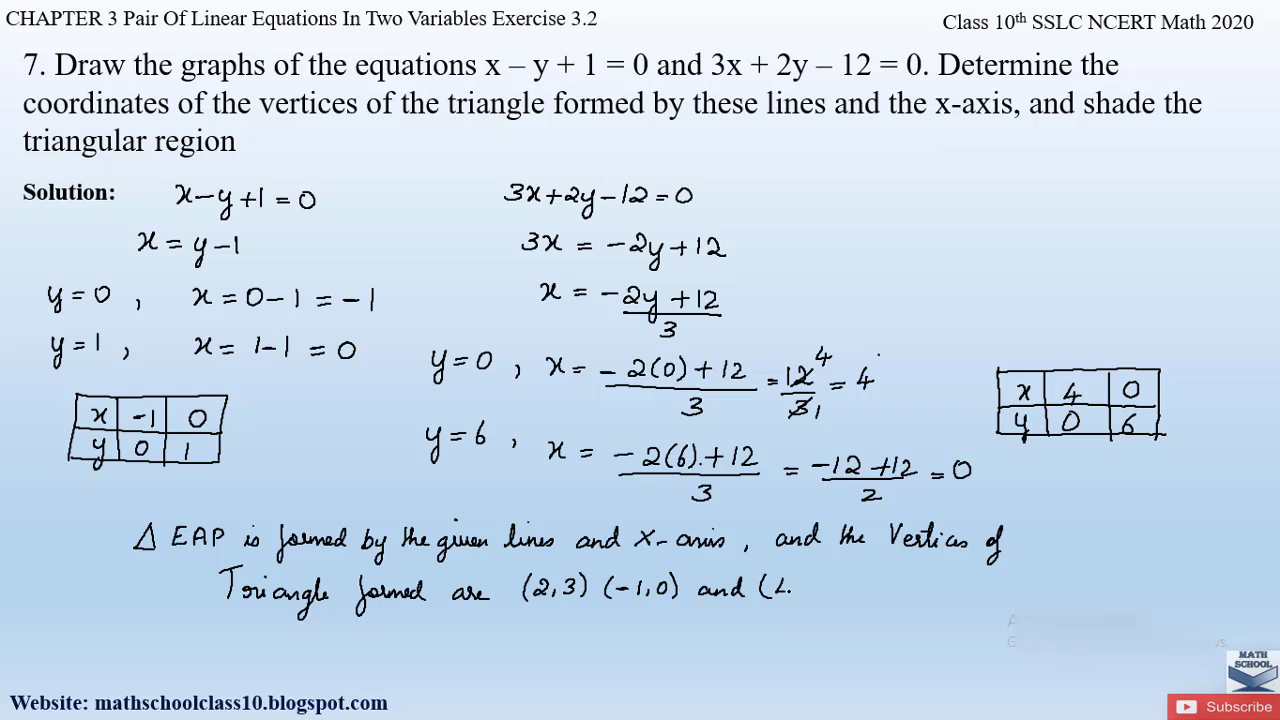 CHAPTER 3 Pair Of Linear Equations In Two Variables Exercise 3.2
Class 10th SSLC NCERT Math 2020
7. Draw the graphs of the equations x – y + 1 = 0 and 3x + 2y – 12 = 0. Determine the
coordinates of the vertices of the triangle formed by these lines and the x-axis, and shade the
triangular region
Solution:
x-y+1=0
x = y-1
y=0 , x=0-1=-1
y=1 , x= 1-1 =0
x -1 0
y 0 1
3x+2y-12=0
3x = -2y+12
x = -2y+12/3
y=0 , x= -2(0)+12/3 =12/3 4/1 = 4
y=6 , x = -2(6).+12/3 = -12+12/2 =0
x 4 0
y 0 6
Δ EAP is formed by the given lines and x-axis, and the Vertices of
Triangle formed are (2,3) (-1,0) and (
Website: mathschoolclass10.blogspot.com
MATH
SCHOOL
Subscribe